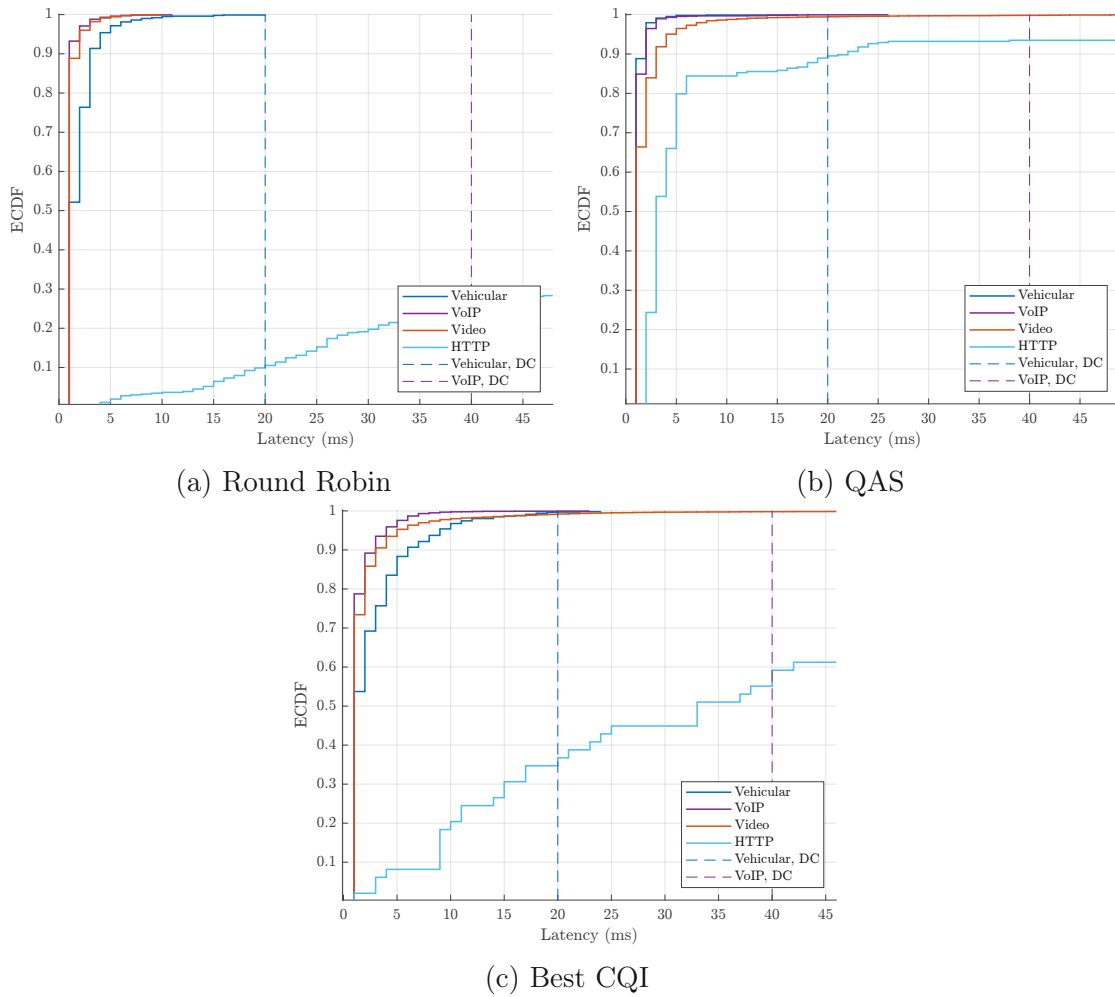 1
0.9
0.8
0.7
0.6
0.5
0.4
0.3
0.2
0.1
ECDF
0 5 10 15 20 25 30 35 40 45
Latency (ms)
Vehicular
VoIP
Video
HTTP
Vehicular, DC
VoIP, DC
(a) Round Robin
1
0.9
0.8
0.7
0.6
0.5
0.4
0.3
0.2
0.1
ECDF
0 5 10 15 20 25 30 35 40 45
Latency (ms)
Vehicular
VoIP
Video
HTTP
Vehicular, DC
VoIP, DC
(b) QAS
1
0.9
0.8
0.7
0.6
0.5
0.4
0.3
0.2
0.1
ECDF
0 5 10 15 20 25 30 35 40 45
Latency (ms)
Vehicular
VoIP
Video
HTTP
Vehicular, DC
VoIP, DC
(c) Best CQI